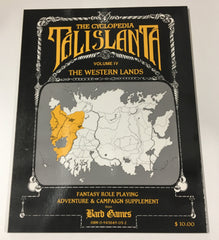 THE CYCLOPEDIA
TALISLANTA
VOLUME IV
THE WESTERN LANDS
FANTASY ROLE PLAYING
ADVENTURE & CAMPAIGN SUPPLEMENT
Bard Games
$10.00